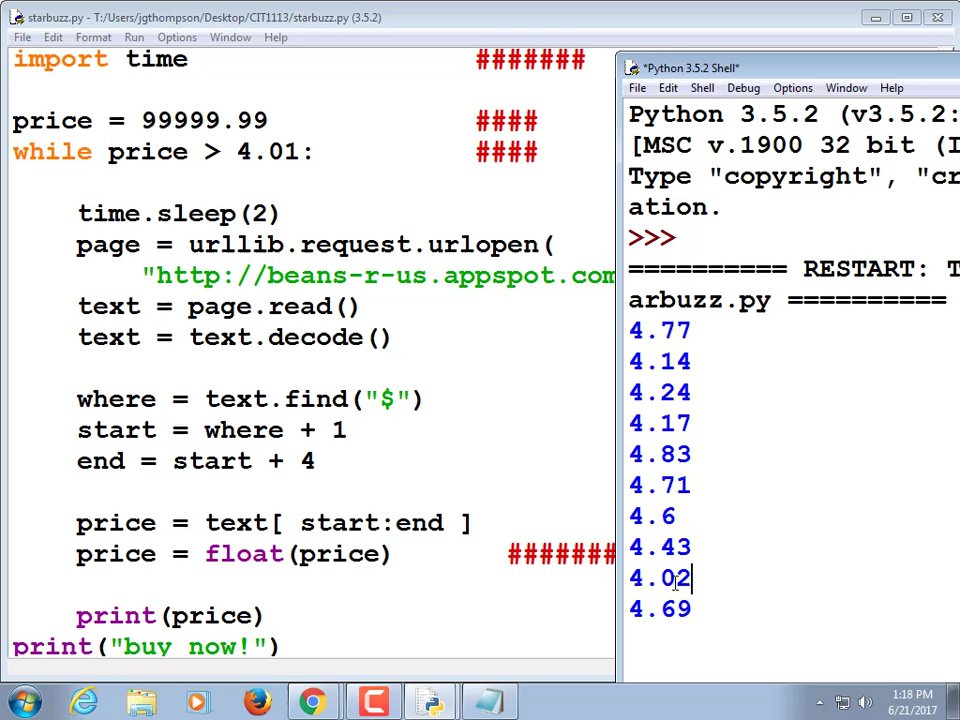 starbuzz.py - T:/Users/jgthompson/Desktop/CIT1113/starbuzz.py (3.5.2)
File Edit Format Run Options Window Help
import time #######
price = 99999.99 ####
while price > 4.01: ####
time.sleep(2)
page = urllib.request.urlopen(
"http://beans-r-us.appspot.com
text = page.read()
text = text.decode()
where = text.find("$")
start = where + 1
end = start + 4
price = text[ start:end ]
price = float(price) #######
print(price)
print("buy now!")
*Python 3.5.2 Shell*
File Edit Shell Debug Options Window Help
Python 3.5.2 (v3.5.2:
[MSC v.1900 32 bit (I
Type "copyright", "cr
ation.
>>>
========== RESTART: T
arbuzz.py ==========
4.77
4.14
4.24
4.17
4.83
4.71
4.6
4.43
4.02
4.69
1:18 PM
6/21/2017